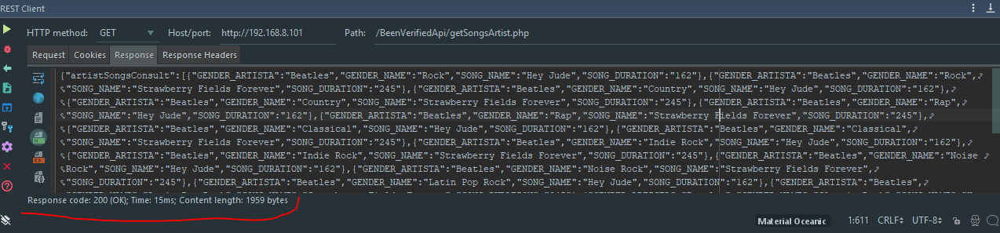 REST Client
HTTP method: GET Host/port: http://192.168.8.101 Path: /BeenVerifiedApi/getSongsArtist.php
Request Cookies Response Response Headers
{"artistSongsConsult":[{"GENDER_ARTISTA":"Beatles","GENDER_NAME":"Rock","SONG_NAME":"Hey Jude","SONG_DURATION":"162"},{"GENDER_ARTISTA":"Beatles","GENDER_NAME":"Rock",
"SONG_NAME":"Strawberry Fields Forever","SONG_DURATION":"245"},{"GENDER_ARTISTA":"Beatles","GENDER_NAME":"Country","SONG_NAME":"Hey Jude","SONG_DURATION":"162"},
{"GENDER_ARTISTA":"Beatles","GENDER_NAME":"Country","SONG_NAME":"Strawberry Fields Forever","SONG_DURATION":"245"},{"GENDER_ARTISTA":"Beatles","GENDER_NAME":"Rap",
"SONG_NAME":"Hey Jude","SONG_DURATION":"162"},{"GENDER_ARTISTA":"Beatles","GENDER_NAME":"Rap","SONG_NAME":"Strawberry Fields Forever","SONG_DURATION":"245"},
{"GENDER_ARTISTA":"Beatles","GENDER_NAME":"Classical","SONG_NAME":"Hey Jude","SONG_DURATION":"162"},{"GENDER_ARTISTA":"Beatles","GENDER_NAME":"Classical",
"SONG_NAME":"Strawberry Fields Forever","SONG_DURATION":"245"},{"GENDER_ARTISTA":"Beatles","GENDER_NAME":"Indie Rock","SONG_NAME":"Hey Jude","SONG_DURATION":"162"},
{"GENDER_ARTISTA":"Beatles","GENDER_NAME":"Indie Rock","SONG_NAME":"Strawberry Fields Forever","SONG_DURATION":"245"},{"GENDER_ARTISTA":"Beatles","GENDER_NAME":"Noise
Rock","SONG_NAME":"Hey Jude","SONG_DURATION":"162"},{"GENDER_ARTISTA":"Beatles","GENDER_NAME":"Noise Rock","SONG_NAME":"Strawberry Fields Forever",
"SONG_DURATION":"245"},{"GENDER_ARTISTA":"Beatles","GENDER_NAME":"Latin Pop Rock","SONG_NAME":"Hey Jude","SONG_DURATION":"162"},{"GENDER_ARTISTA":"Beatles",
Response code: 200 (OK); Time: 15ms; Content length: 1959 bytes
Material Oceanic 1:611 CRLF UTF-8